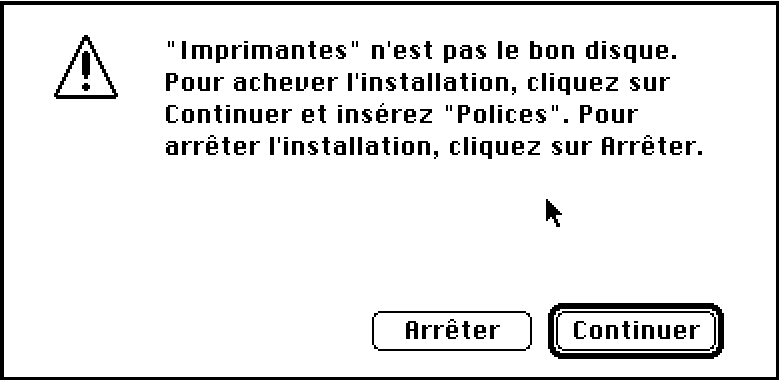 "Imprimantes" n'est pas le bon disque.
Pour achever l'installation, cliquez sur
Continuer et insérez "Polices". Pour
arrêter l'installation, cliquez sur Arrêter.
Arrêter
Continuer